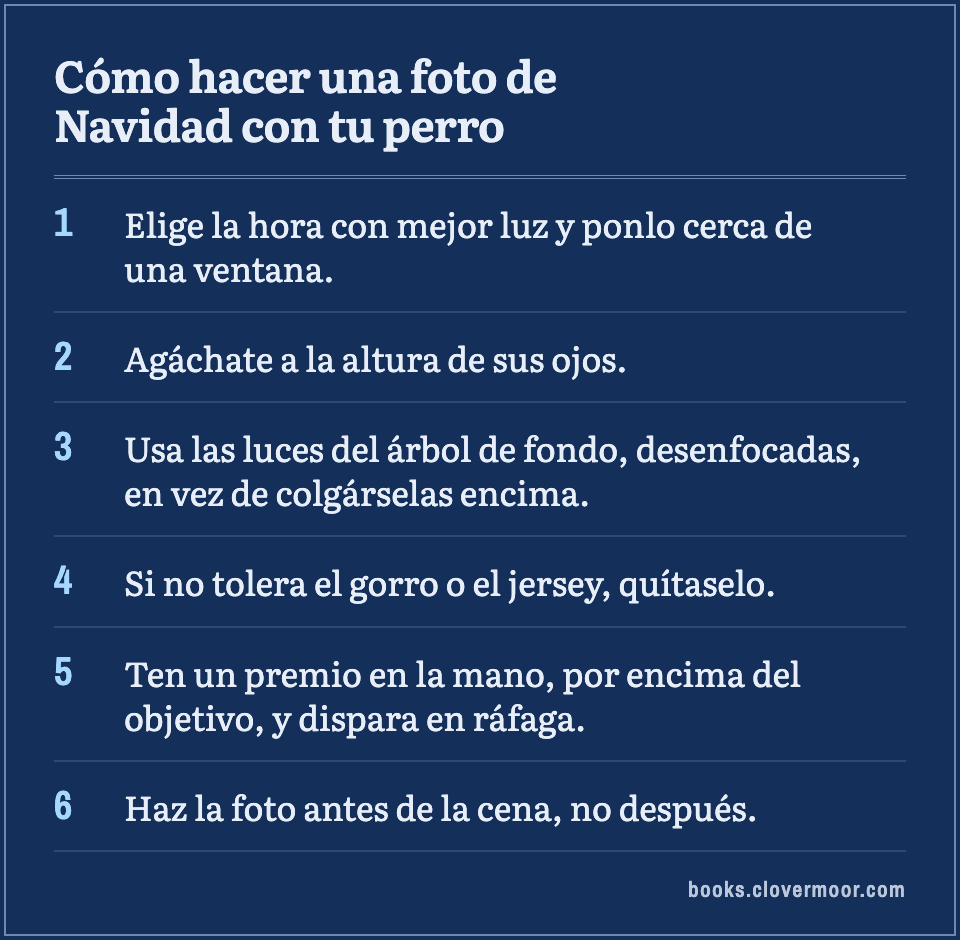 Cómo hacer una foto de
Navidad con tu perro
1 Elige la hora con mejor luz y ponlo cerca de
una ventana.
2 Agáchate a la altura de sus ojos.
3 Usa las luces del árbol de fondo, desenfocadas,
en vez de colgárselas encima.
4 Si no tolera el gorro o el jersey, quítaselo.
5 Ten un premio en la mano, por encima del
objetivo, y dispara en ráfaga.
6 Haz la foto antes de la cena, no después.
books.clovermoor.com